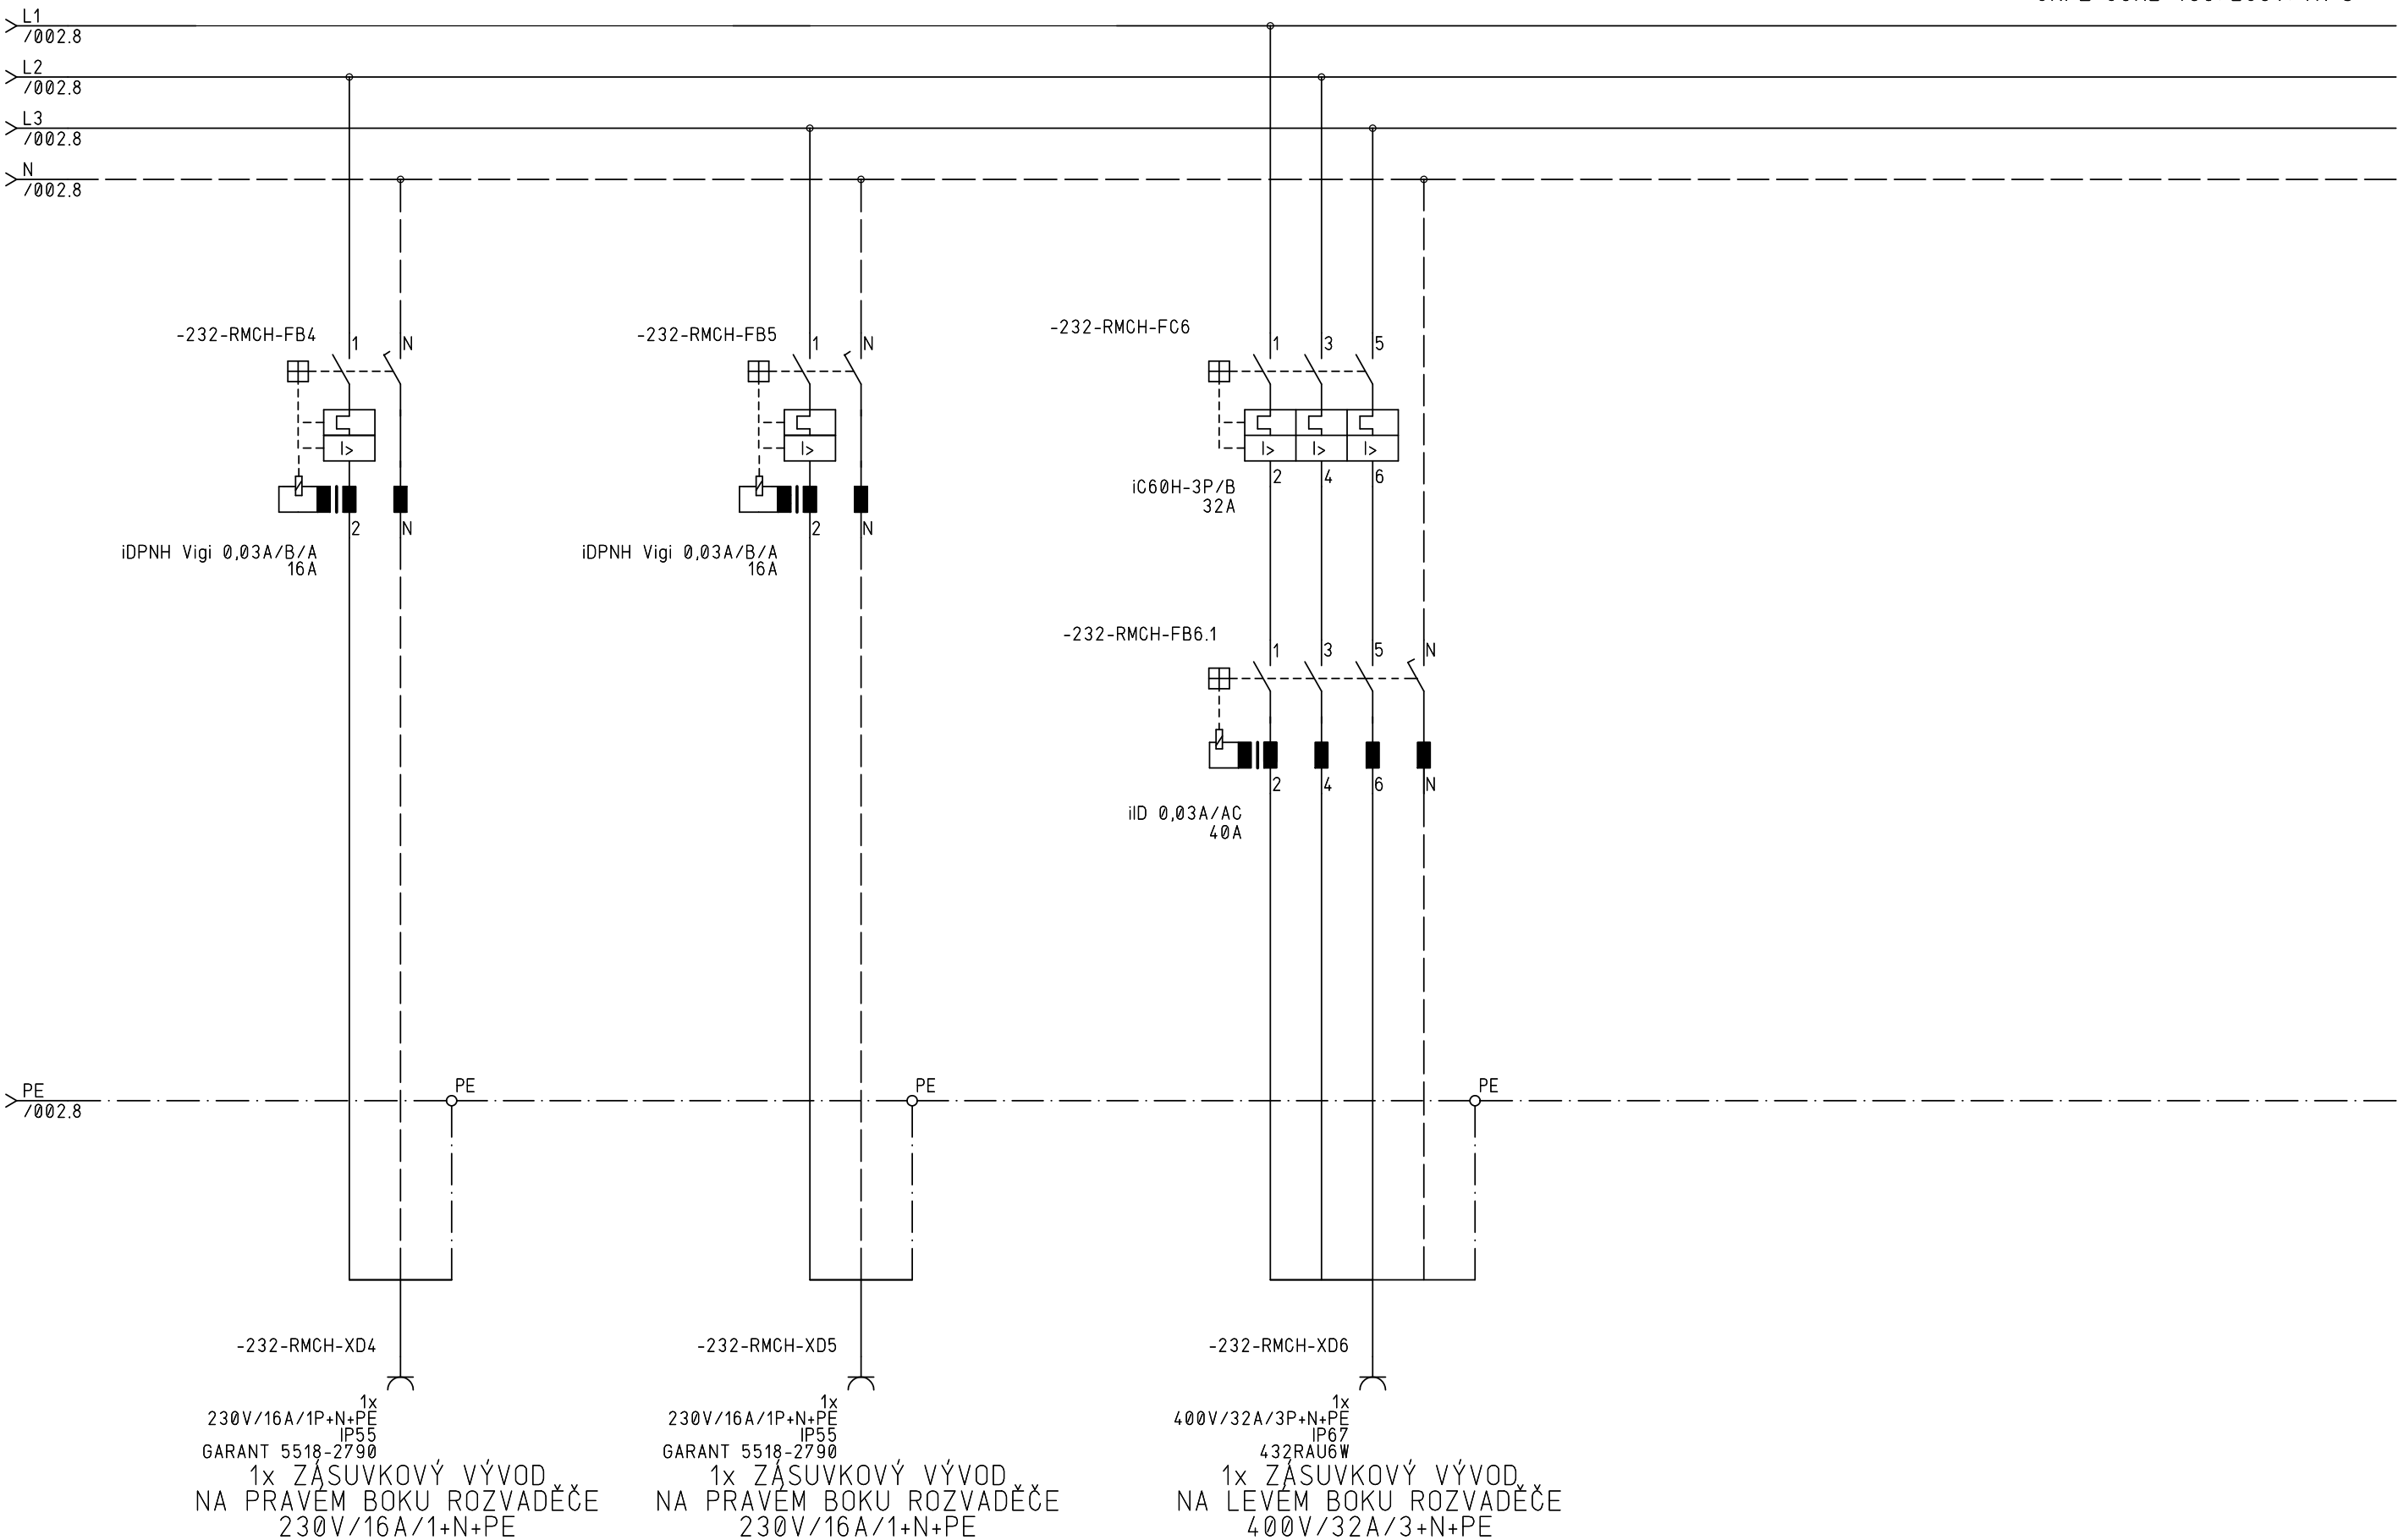 L1
/002.8
L2
/002.8
L3
/002.8
N
/002.8
-232-RMCH-FB4
1
N
2
N
iDPNH Vigi 0,03A/B/A
16A
-232-RMCH-FB5
1
N
2
N
iDPNH Vigi 0,03A/B/A
16A
-232-RMCH-FC6
1
3
5
I>
I>
I>
I>
I>
2
4
6
iC60H-3P/B
32A
-232-RMCH-FB6.1
1
3
5
N
2
4
6
N
iID 0,03A/AC
40A
PE
/002.8
PE
PE
PE
-232-RMCH-XD4
1x
230V/16A/1P+N+PE
IP55
GARANT 5518-2790
1x ZÁSUVKOVÝ VÝVOD
NA PRAVÉM BOKU ROZVADĚČE
230V/16A/1+N+PE
-232-RMCH-XD5
1x
230V/16A/1P+N+PE
IP55
GARANT 5518-2790
1x ZÁSUVKOVÝ VÝVOD
NA PRAVÉM BOKU ROZVADĚČE
230V/16A/1+N+PE
-232-RMCH-XD6
1x
400V/32A/3P+N+PE
IP67
432RAU6W
1x ZÁSUVKOVÝ VÝVOD
NA LEVÉM BOKU ROZVADĚČE
400V/32A/3+N+PE